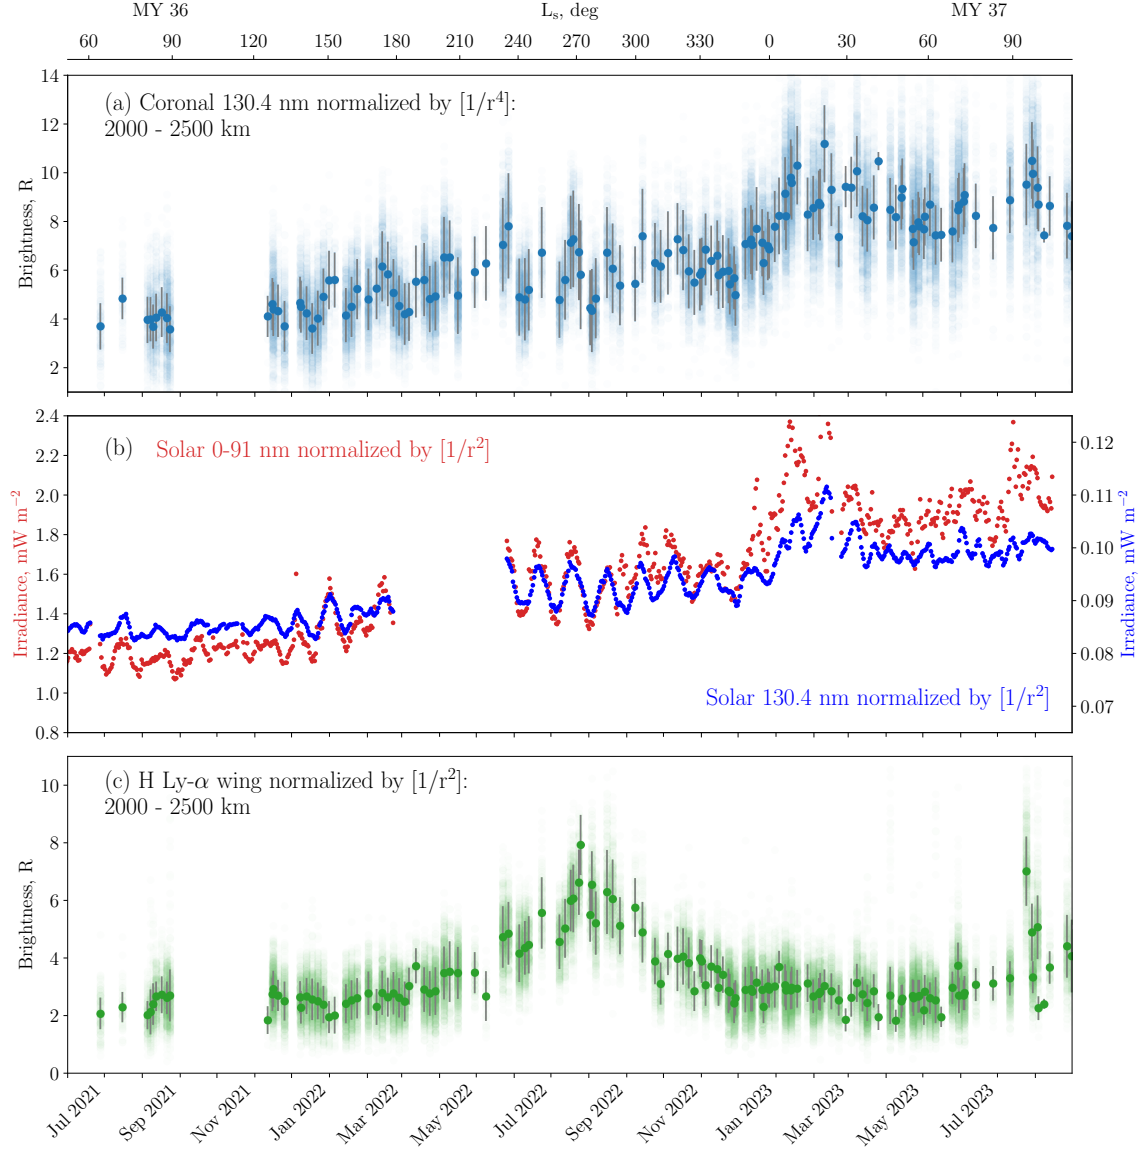 MY 36 L_s, deg MY 37
60 90 120 150 180 210 240 270 300 330 0 30 60 90
(a) Coronal 130.4 nm normalized by [1/r⁴]:
2000 - 2500 km
Brightness, R
14
12
10
8
6
4
2
(b) Solar 0-91 nm normalized by [1/r²]
Solar 130.4 nm normalized by [1/r²]
Irradiance, mW m⁻²
2.4
2.2
2.0
1.8
1.6
1.4
1.2
1.0
0.8
0.12
0.11
0.10
0.09
0.08
0.07
Irradiance, mW m⁻²
(c) H Ly-α wing normalized by [1/r²]:
2000 - 2500 km
Brightness, R
10
8
6
4
2
0
Jul 2021 Sep 2021 Nov 2021 Jan 2022 Mar 2022 May 2022 Jul 2022 Sep 2022 Nov 2022 Jan 2023 Mar 2023 May 2023 Jul 2023